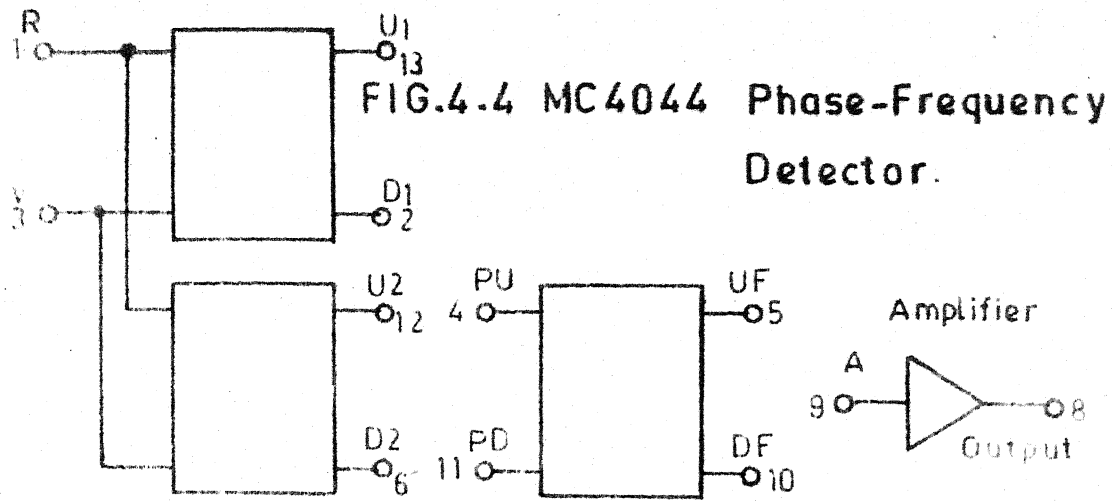 R
1
U1
13
FIG.4.4 MC4044 Phase-Frequency
Detector.
V
3
D1
2
U2
12
PU
4
UF
5
Amplifier
A
9
8
Output
D2
6
PD
11
DF
10